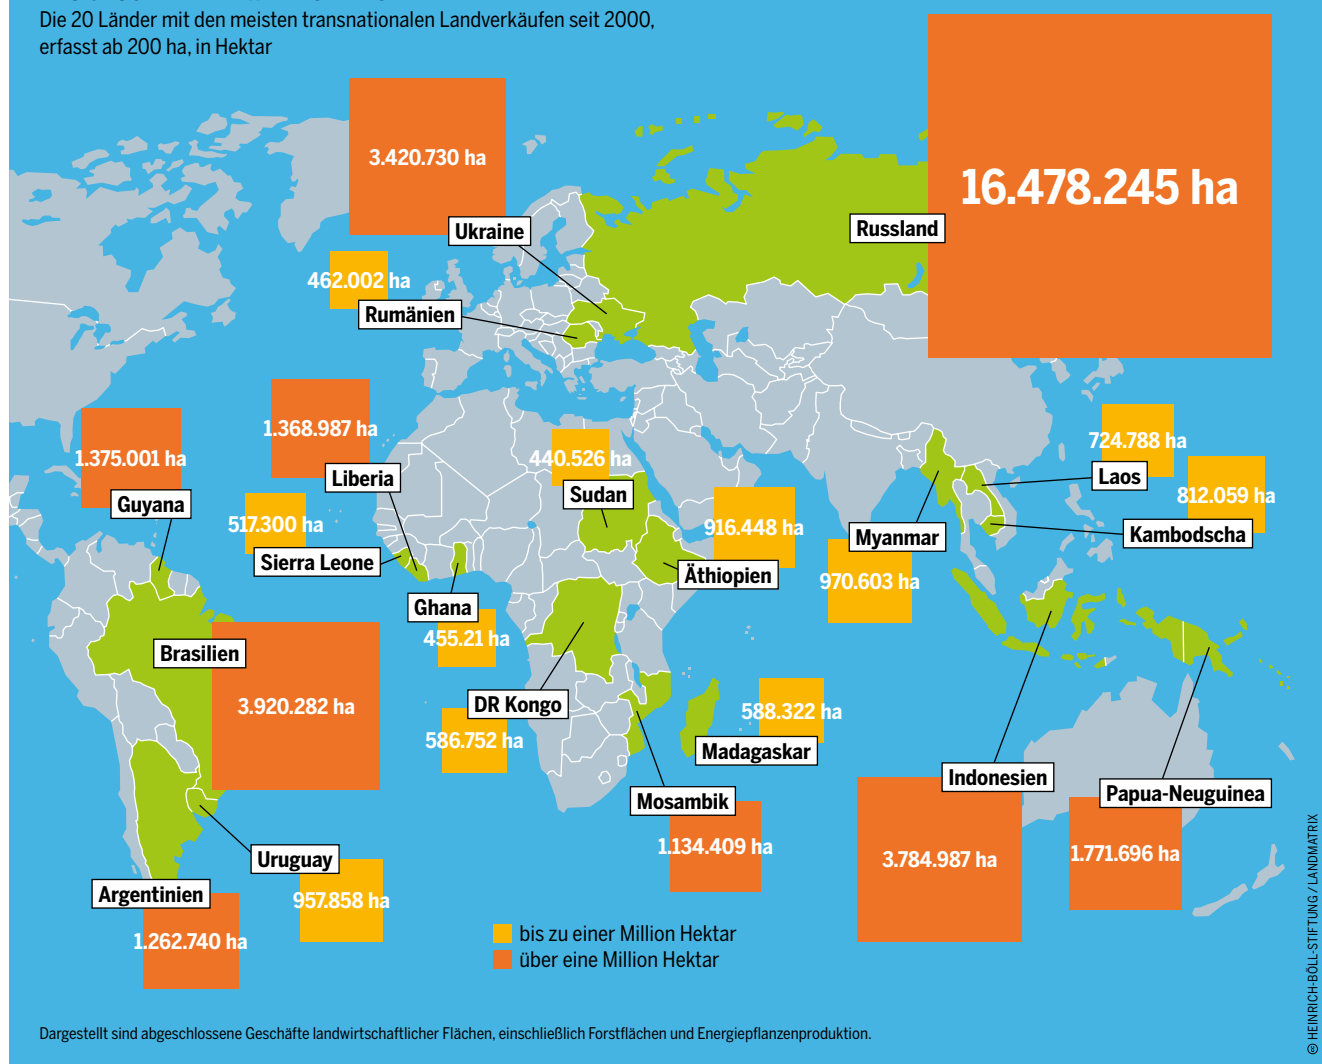 Die 20 Länder mit den meisten transnationalen Landverkäufen seit 2000,
erfasst ab 200 ha, in Hektar
3.420.730 ha
16.478.245 ha
Ukraine
Russland
462.002 ha
Rumänien
1.368.987 ha
1.375.001 ha
440.526 ha
724.788 ha
Liberia
Laos
Guyana
Sudan
812.059 ha
517.300 ha
916.448 ha
Myanmar
Kambodscha
Sierra Leone
Äthiopien
970.603 ha
Ghana
455.21 ha
Brasilien
3.920.282 ha
DR Kongo
588.322 ha
586.752 ha
Madagaskar
Indonesien
Papua-Neuguinea
Mosambik
1.134.409 ha
3.784.987 ha
1.771.696 ha
Uruguay
Argentinien
957.858 ha
1.262.740 ha
bis zu einer Million Hektar
über eine Million Hektar
Dargestellt sind abgeschlossene Geschäfte landwirtschaftlicher Flächen, einschließlich Forstflächen und Energiepflanzenproduktion.
HEINRICH-BÖLL-STIFTUNG / LANDMATRIX